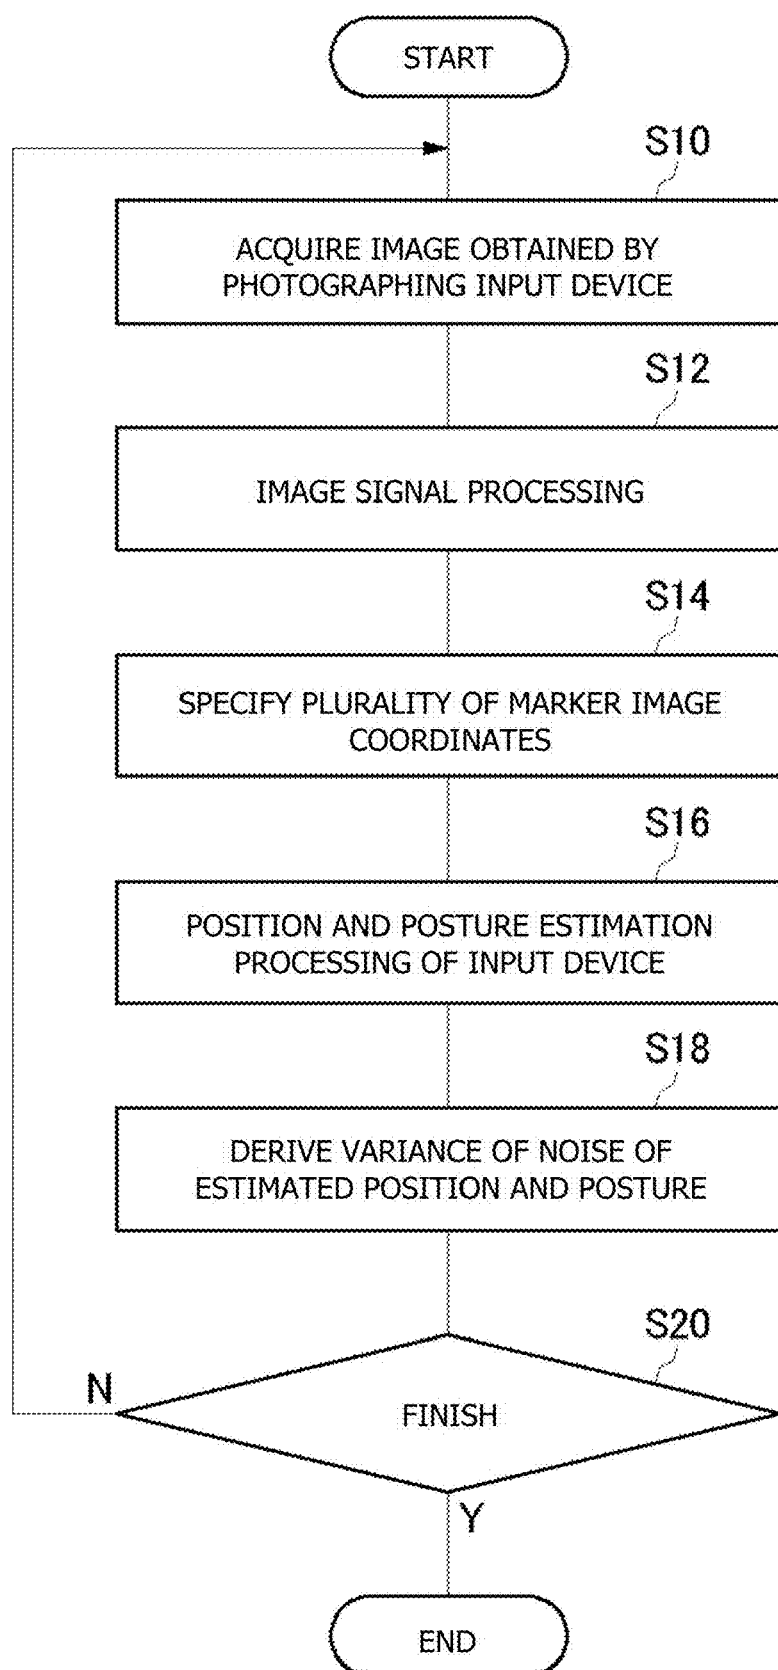 START
S10
ACQUIRE IMAGE OBTAINED BY
PHOTOGRAPHING INPUT DEVICE
S12
IMAGE SIGNAL PROCESSING
S14
SPECIFY PLURALITY OF MARKER IMAGE
COORDINATES
S16
POSITION AND POSTURE ESTIMATION
PROCESSING OF INPUT DEVICE
S18
DERIVE VARIANCE OF NOISE OF
ESTIMATED POSITION AND POSTURE
S20
N
FINISH
Y
END